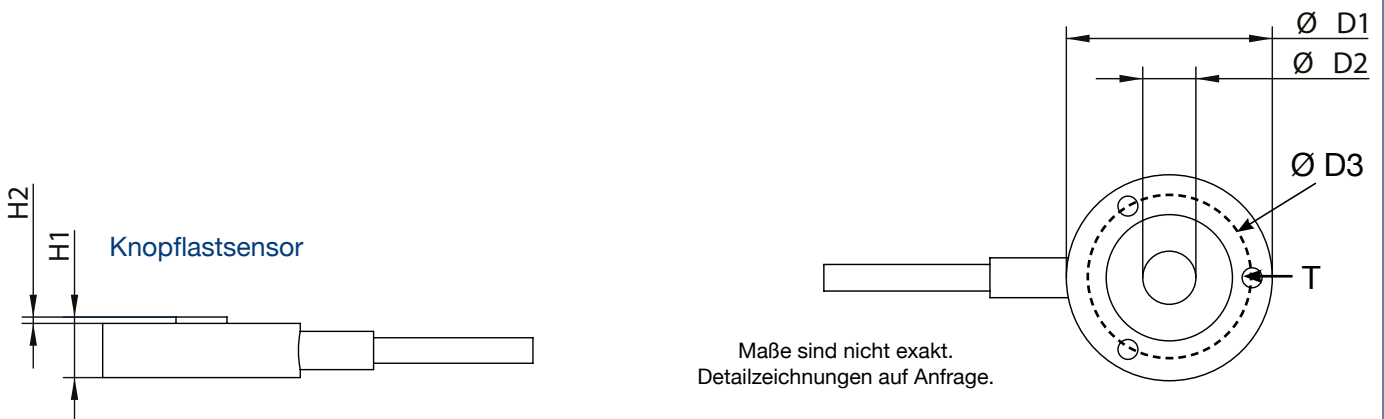 Ø D1
Ø D2
Ø D3
T
H2
H1
Knopflastsensor
Maße sind nicht exakt.
Detailzeichnungen auf Anfrage.